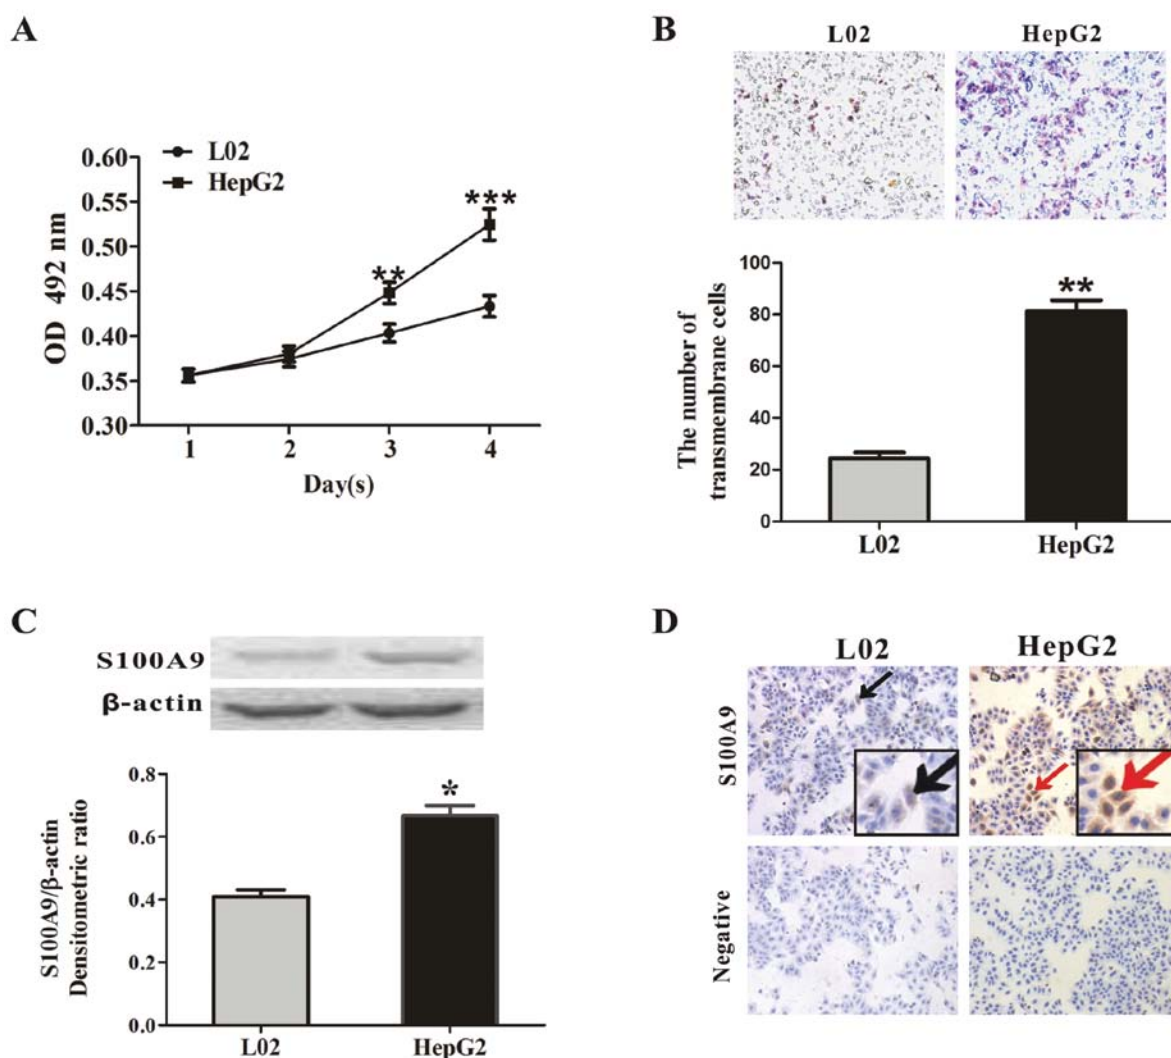 A
L02
HepG2
0.60
0.55
0.50
0.45
0.40
0.35
0.30
OD 492 nm
**
***
1 2 3 4
Day(s)
B
L02 HepG2
100
80
60
40
20
0
The number of
transmembrane cells
**
L02 HepG2
C
S100A9
β-actin
0.8
0.6
0.4
0.2
0.0
S100A9/β-actin
Densitometric ratio
*
L02 HepG2
D
L02 HepG2
S100A9
Negative